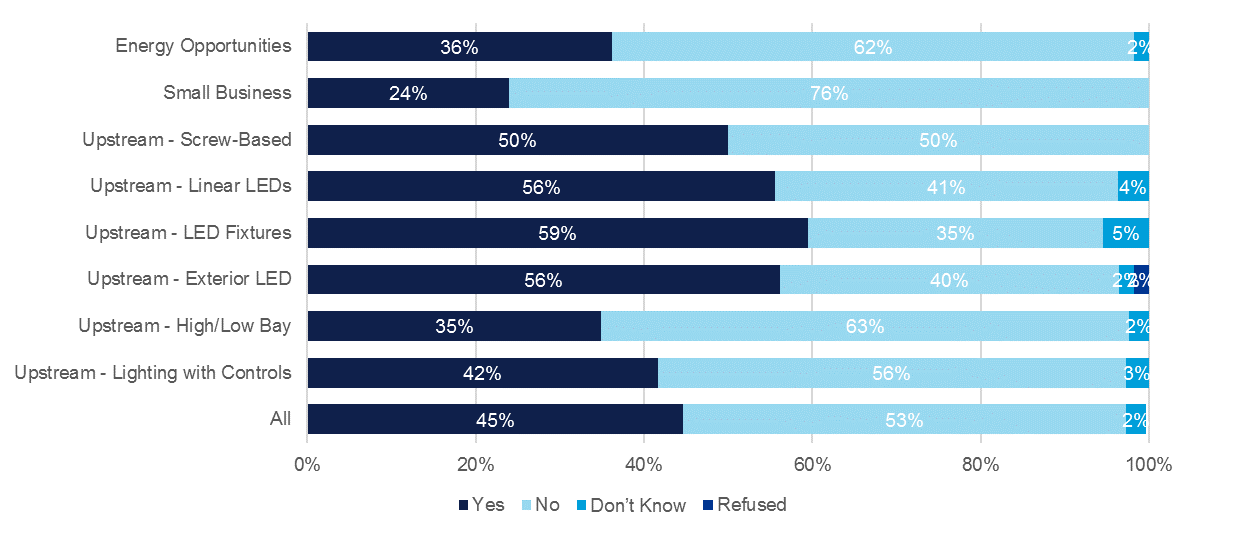 Energy Opportunities 36% 62% 2%
Small Business 24% 76%
Upstream - Screw-Based 50% 50%
Upstream - Linear LEDs 56% 41% 4%
Upstream - LED Fixtures 59% 35% 5%
Upstream - Exterior LED 56% 40% 2% 2%
Upstream - High/Low Bay 35% 63% 2%
Upstream - Lighting with Controls 42% 56% 3%
All 45% 53% 2%
0% 20% 40% 60% 80% 100%
Yes No Don’t Know Refused